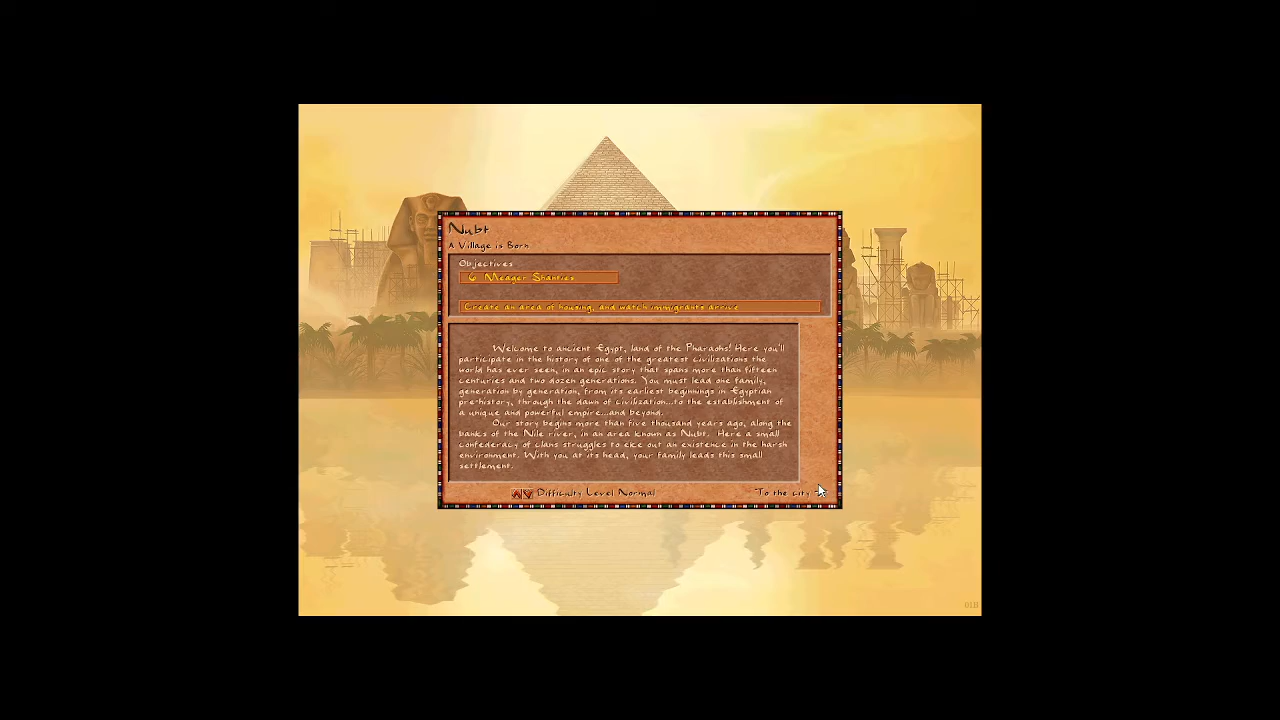 Nubt
A Village is Born
Objectives
6 Meager Shanties
Create an area of housing, and watch immigrants arrive
Welcome to ancient Egypt, land of the Pharaohs! Here you'll
participate in the history of one of the greatest civilizations the
world has ever seen, in an epic story that spans more than fifteen
centuries and two dozen generations. You must lead one family,
generation by generation, from its earliest beginnings in Egyptian
pre-history, through the dawn of civilization...to the establishment of
a unique and powerful empire...and beyond.
Our story begins more than five thousand years ago, along the
banks of the Nile river, in an area known as Nubt. Here a small
confederacy of clans struggles to eke out an existence in the harsh
environment. With you at its head, your family leads this small
settlement.
Difficulty Level Normal
To the city